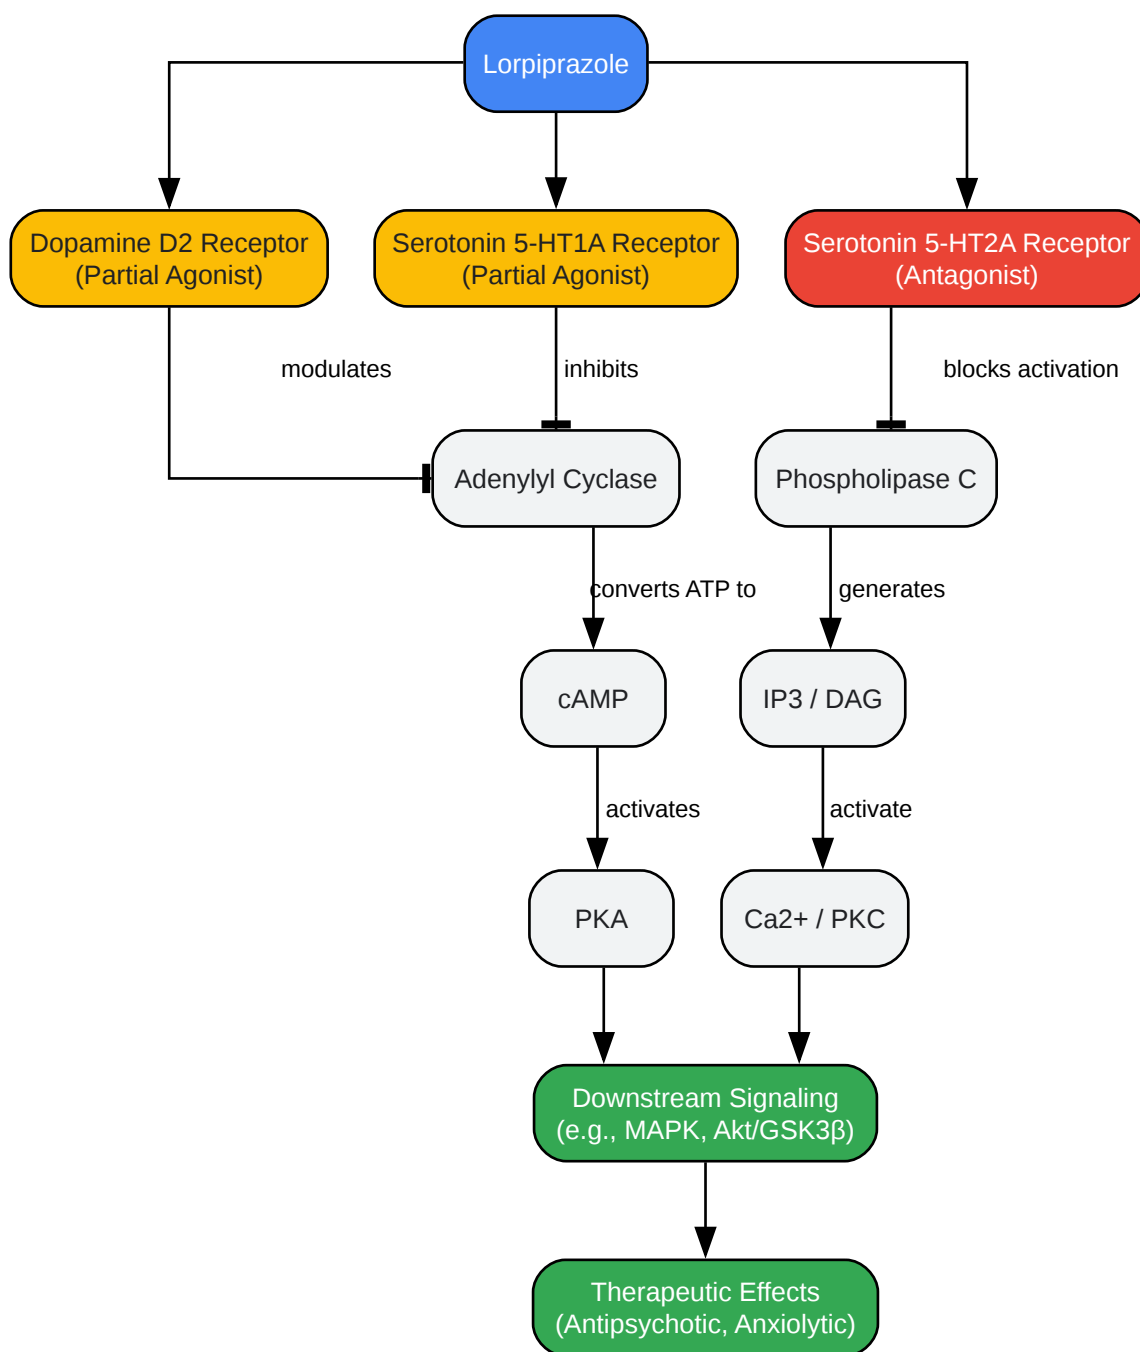 Lorpiprazole
Dopamine D2 Receptor
(Partial Agonist)
Serotonin 5-HT1A Receptor
(Partial Agonist)
Serotonin 5-HT2A Receptor
(Antagonist)
modulates
inhibits
blocks activation
Adenylyl Cyclase
Phospholipase C
converts ATP to
generates
cAMP
IP3 / DAG
activates
activate
PKA
Ca2+ / PKC
Downstream Signaling
(e.g., MAPK, Akt/GSK3β)
Therapeutic Effects
(Antipsychotic, Anxiolytic)